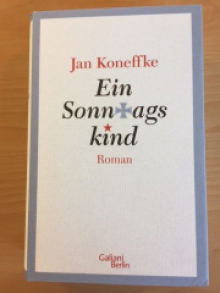 Jan Koneffke
Ein
Sonntags
kind
Roman
Galiani
Berlin